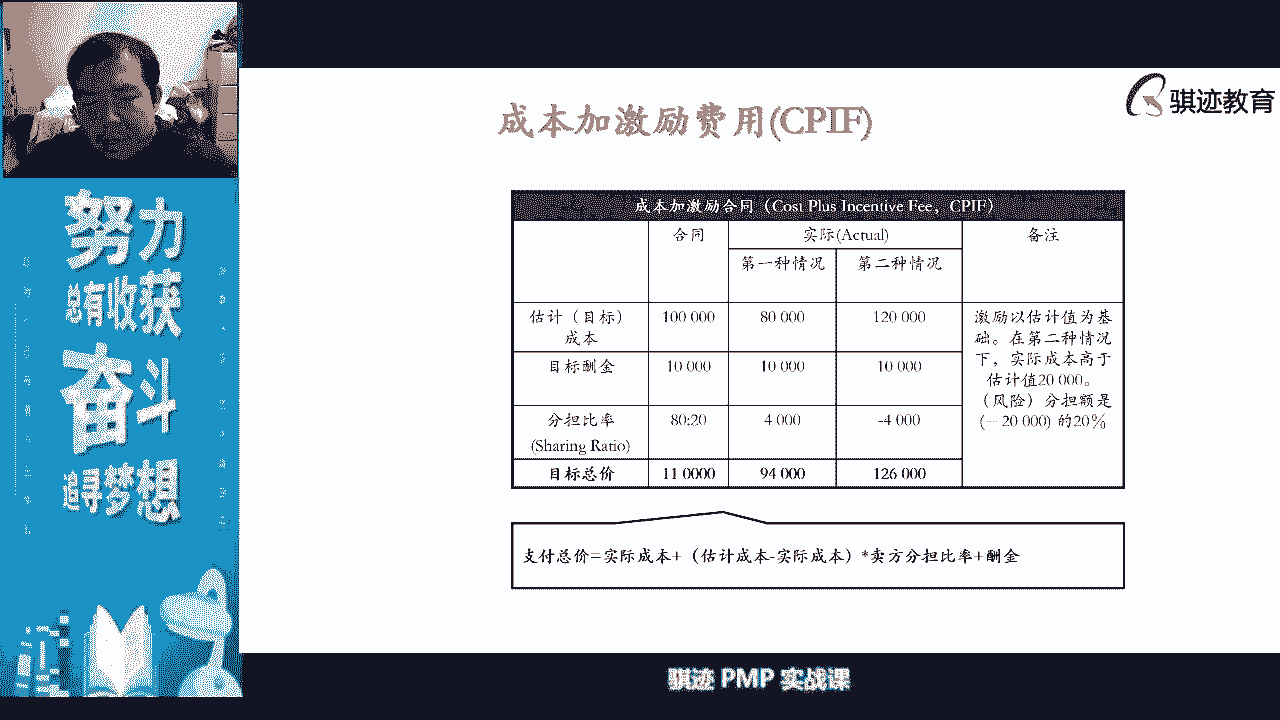 骐迹教育
成本加激励费用(CPIF)
努力
总有收获
奋斗
追寻梦想
成本加激励合同（Cost Plus Incentive Fee，CPIF）
合同
实际(Actual)
备注
第一种情况
第二种情况
估计（目标）
成本
100 000
80 000
120 000
激励以估计值为基
础。在第二种情况
下，实际成本高于
估计值20 000。
（风险）分担额是
(－20 000) 的20%
目标酬金
10 000
10 000
10 000
分担比率
(Sharing Ratio)
80:20
4 000
-4 000
目标总价
11 0000
94 000
126 000
支付总价=实际成本+（估计成本-实际成本）*卖方分担比率+酬金
骐迹 PMP 实战课